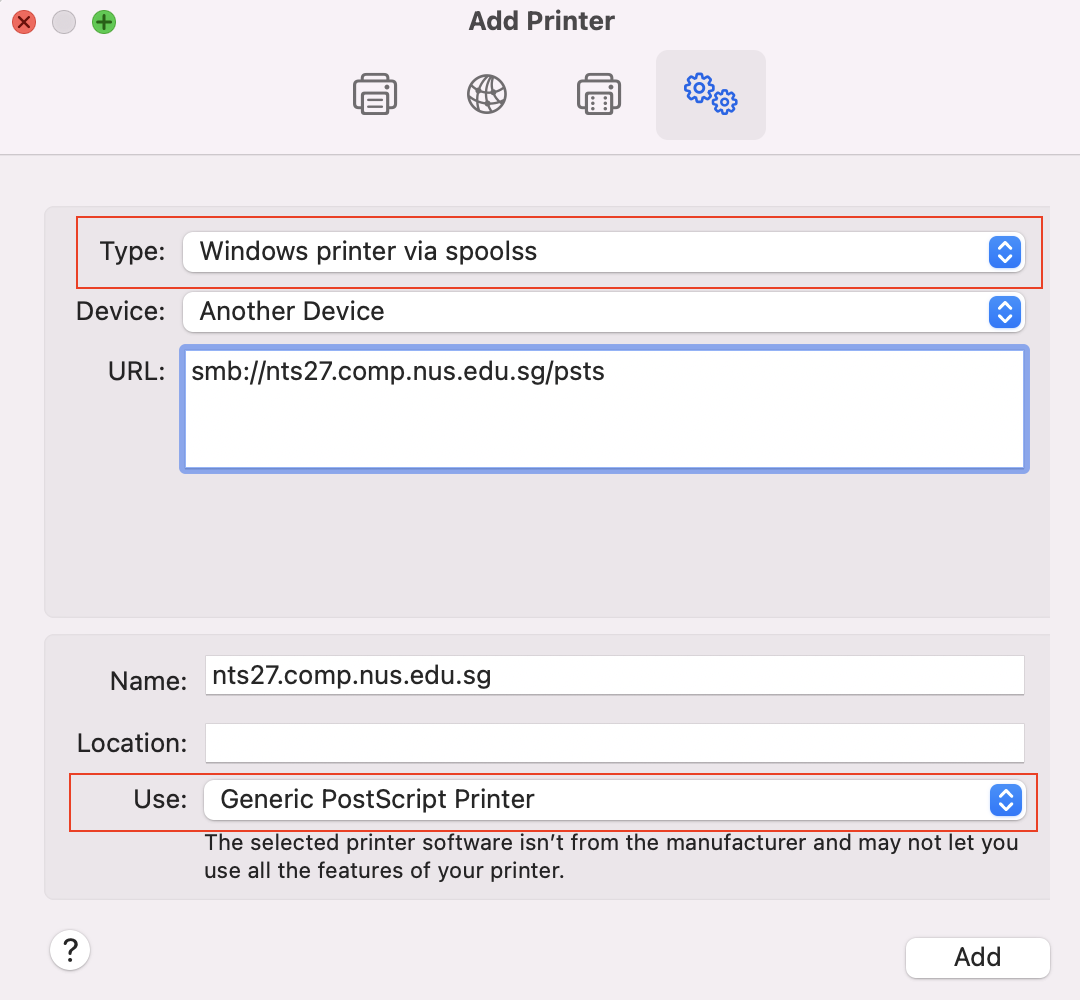 Add Printer
Type: Windows printer via spoolss
Device: Another Device
URL: smb://nts27.comp.nus.edu.sg/psts
Name: nts27.comp.nus.edu.sg
Location:
Use: Generic PostScript Printer
The selected printer software isn’t from the manufacturer and may not let you
use all the features of your printer.
?
Add